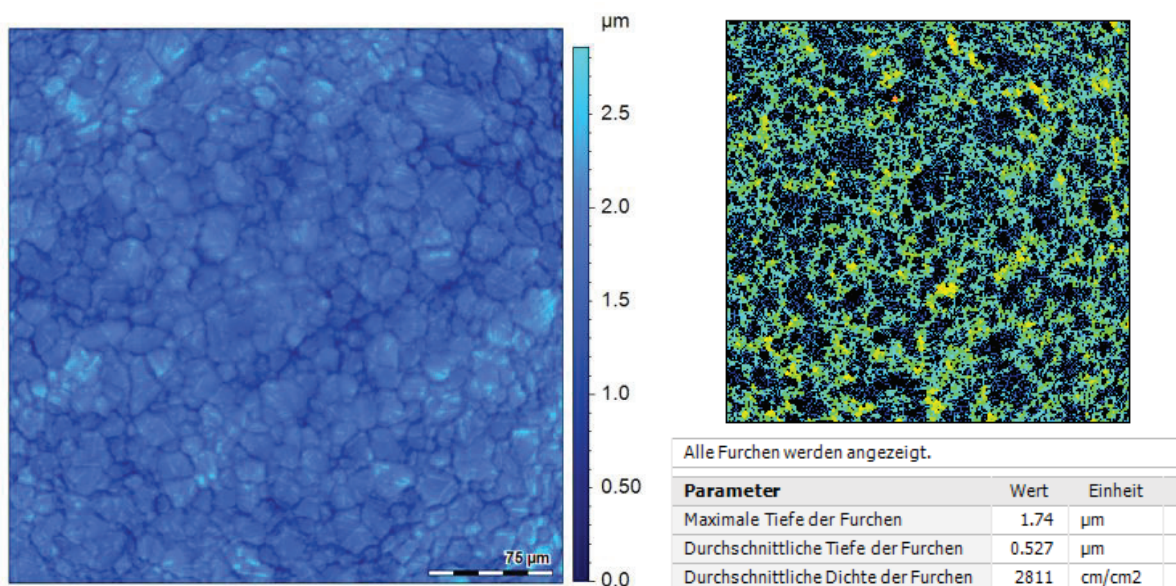 µm
2.5
2.0
1.5
1.0
0.50
0.0
75 µm
Alle Furchen werden angezeigt.
Parameter Wert Einheit
Maximale Tiefe der Furchen 1.74 µm
Durchschnittliche Tiefe der Furchen 0.527 µm
Durchschnittliche Dichte der Furchen 2811 cm/cm2